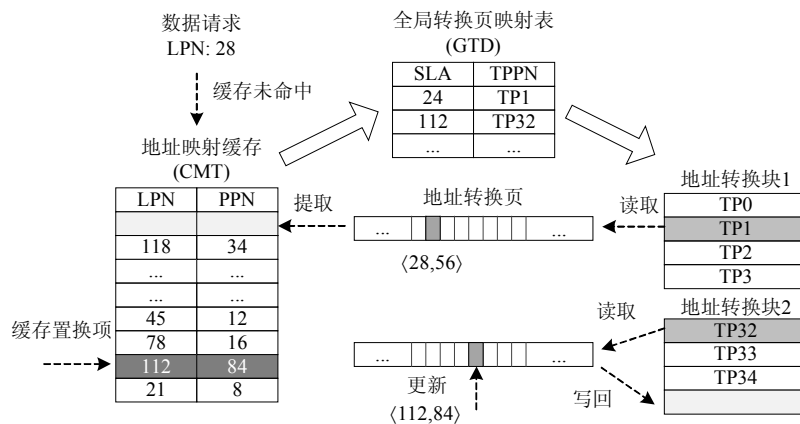 数据请求
LPN: 28
缓存未命中
全局转换页映射表
(GTD)
SLA TPPN
24 TP1
112 TP32
... ...
地址映射缓存
(CMT)
LPN PPN
118 34
... ...
... ...
45 12
78 16
112 84
21 8
缓存置换项
提取
地址转换页
... ...
⟨28,56⟩
读取
地址转换块1
TP0
TP1
TP2
TP3
地址转换块2
TP32
TP33
TP34
读取
... ...
更新
⟨112,84⟩
写回